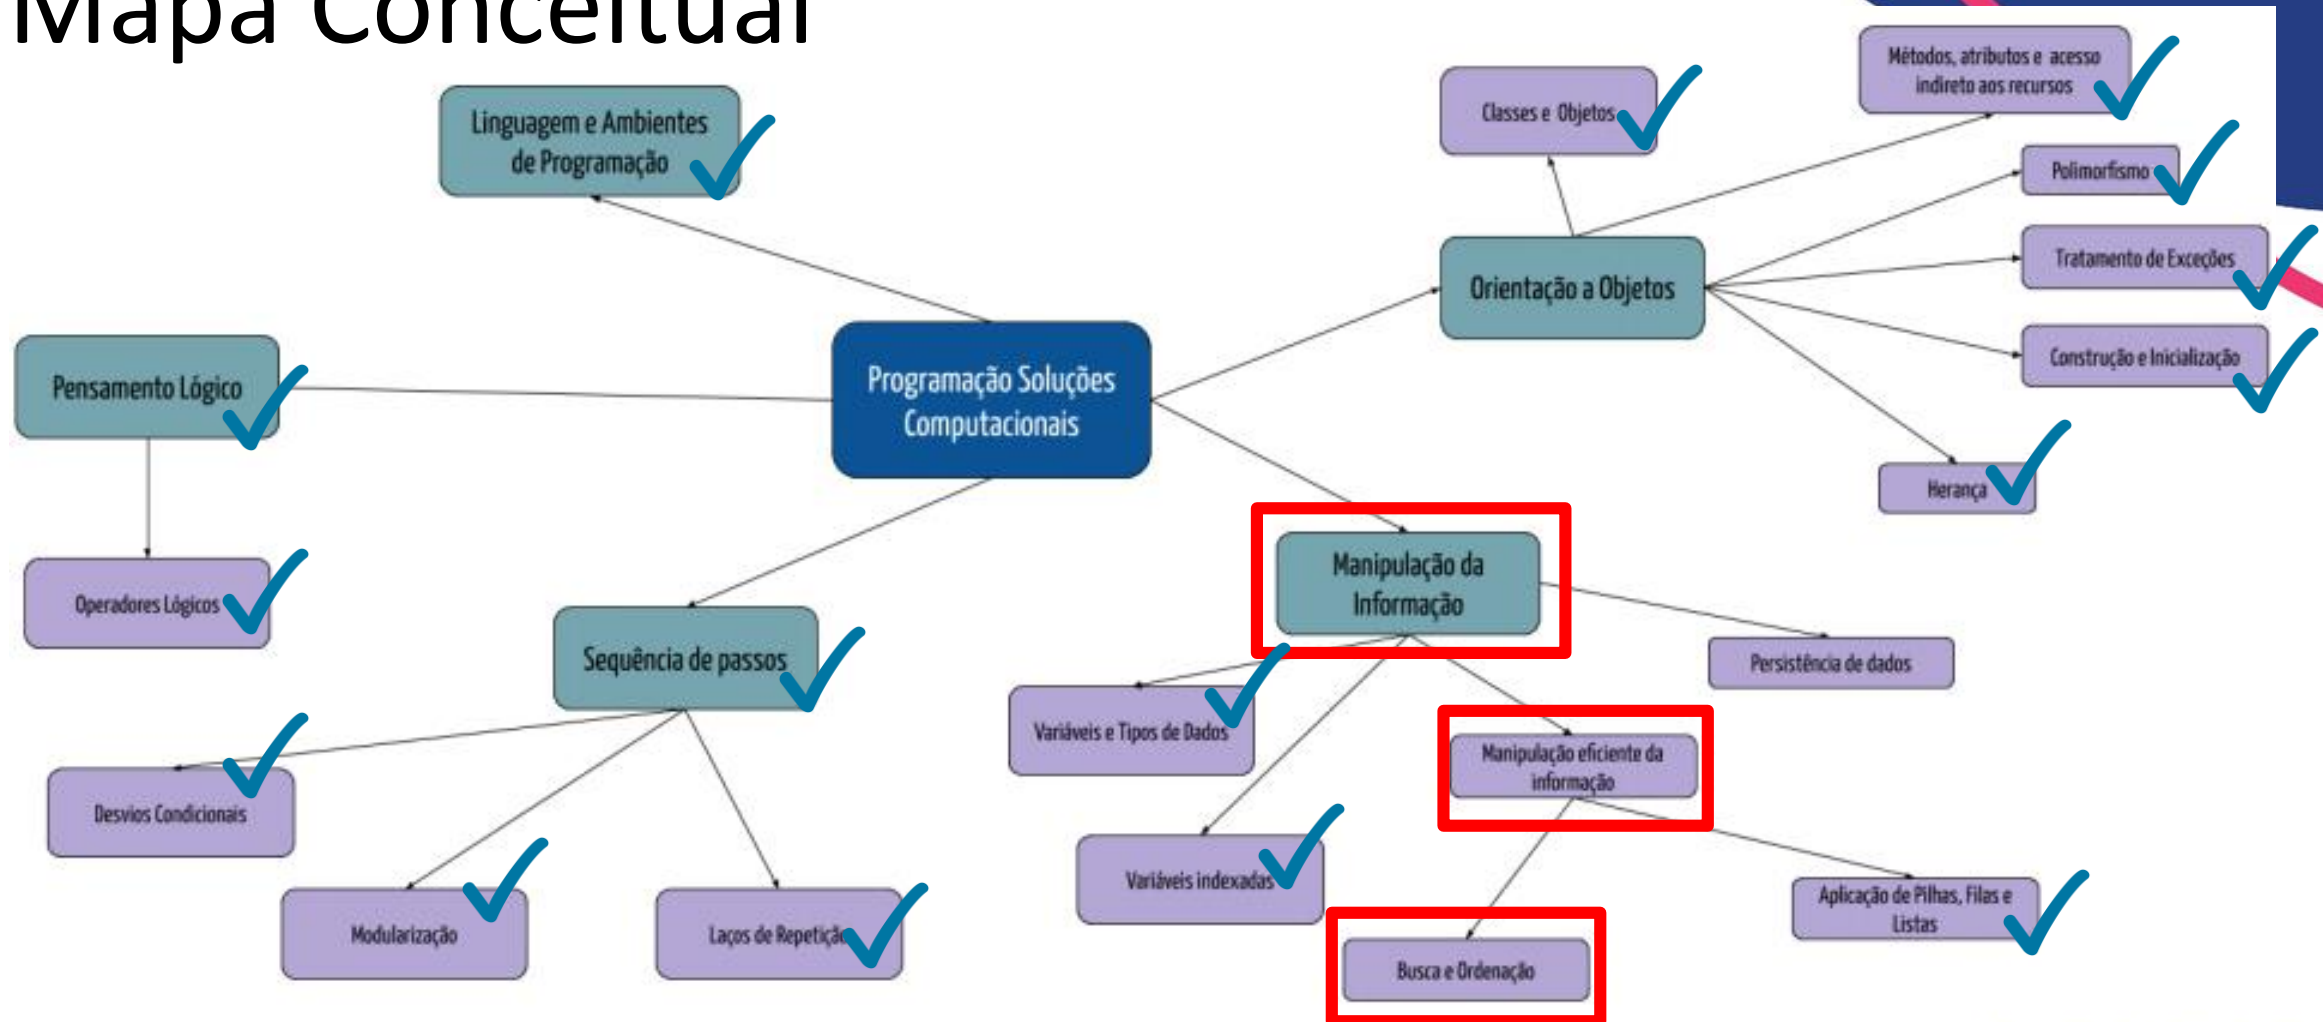 Mapa Conceitual
Linguagem e Ambientes
de Programação
Classes e Objetos
Métodos, atributos e acesso
indireto aos recursos
Polimorfismo
Tratamento de Exceções
Orientação a Objetos
Construção e Inicialização
Herança
Pensamento Lógico
Programação Soluções
Computacionais
Operadores Lógicos
Sequência de passos
Manipulação da
Informação
Persistência de dados
Variáveis e Tipos de Dados
Manipulação eficiente da
informação
Desvios Condicionais
Modularização
Laços de Repetição
Variáveis indexadas
Aplicação de Pilhas, Filas e
Listas
Busca e Ordenação